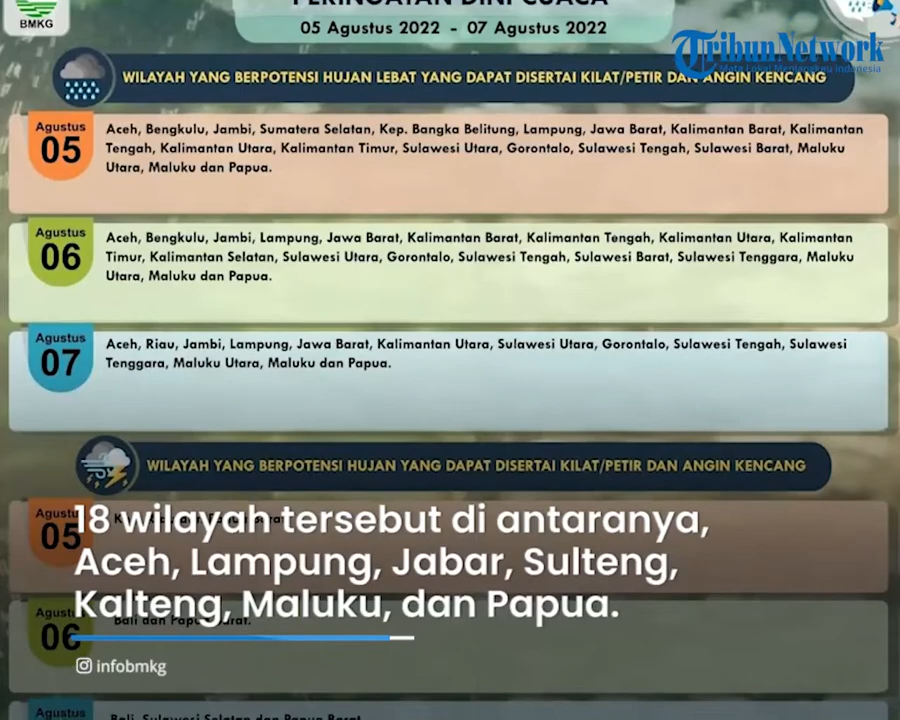 BMKG
PERINGATAN DINI CUACA
05 Agustus 2022 - 07 Agustus 2022
TribunNetwork
Mata Lokal Menjangkau Indonesia
WILAYAH YANG BERPOTENSI HUJAN LEBAT YANG DAPAT DISERTAI KILAT/PETIR DAN ANGIN KENCANG
Agustus
05
Aceh, Bengkulu, Jambi, Sumatera Selatan, Kep. Bangka Belitung, Lampung, Jawa Barat, Kalimantan Barat, Kalimantan
Tengah, Kalimantan Utara, Kalimantan Timur, Sulawesi Utara, Gorontalo, Sulawesi Tengah, Sulawesi Barat, Maluku
Utara, Maluku dan Papua.
Agustus
06
Aceh, Bengkulu, Jambi, Lampung, Jawa Barat, Kalimantan Barat, Kalimantan Tengah, Kalimantan Utara, Kalimantan
Timur, Kalimantan Selatan, Sulawesi Utara, Gorontalo, Sulawesi Tengah, Sulawesi Barat, Sulawesi Tenggara, Maluku
Utara, Maluku dan Papua.
Agustus
07
Aceh, Riau, Jambi, Lampung, Jawa Barat, Kalimantan Utara, Sulawesi Utara, Gorontalo, Sulawesi Tengah, Sulawesi
Tenggara, Maluku Utara, Maluku dan Papua.
WILAYAH YANG BERPOTENSI HUJAN YANG DAPAT DISERTAI KILAT/PETIR DAN ANGIN KENCANG
05
18 wilayah tersebut di antaranya,
Aceh, Lampung, Jabar, Sulteng,
Kalteng, Maluku, dan Papua.
06
Bali dan Papua Barat.
infobmkg
Agustus
Bali, Sulawesi Selatan dan Papua Barat